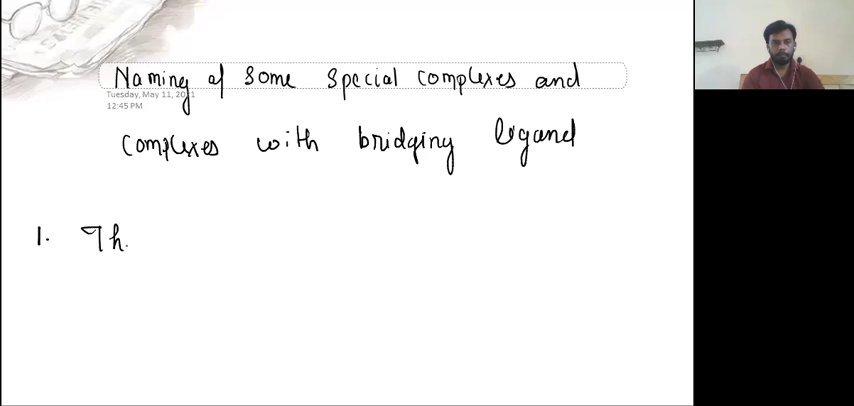 Naming of some special complexes and
Tuesday, May 11, 2021
12:45 PM
complexes with bridging ligand
1. Th